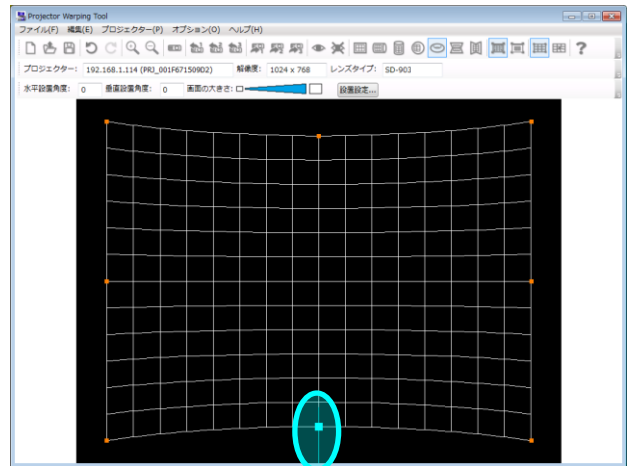 Projector Warping Tool
ファイル(F) 編集(E) プロジェクター(P) オプション(O) ヘルプ(H)
プロジェクター: 192.168.1.114 (PRJ_001F671509D2) 解像度: 1024 x 768 レンズタイプ: SD-903
水平設置角度: 0 垂直設置角度: 0 画面の大きさ: 設置設定...